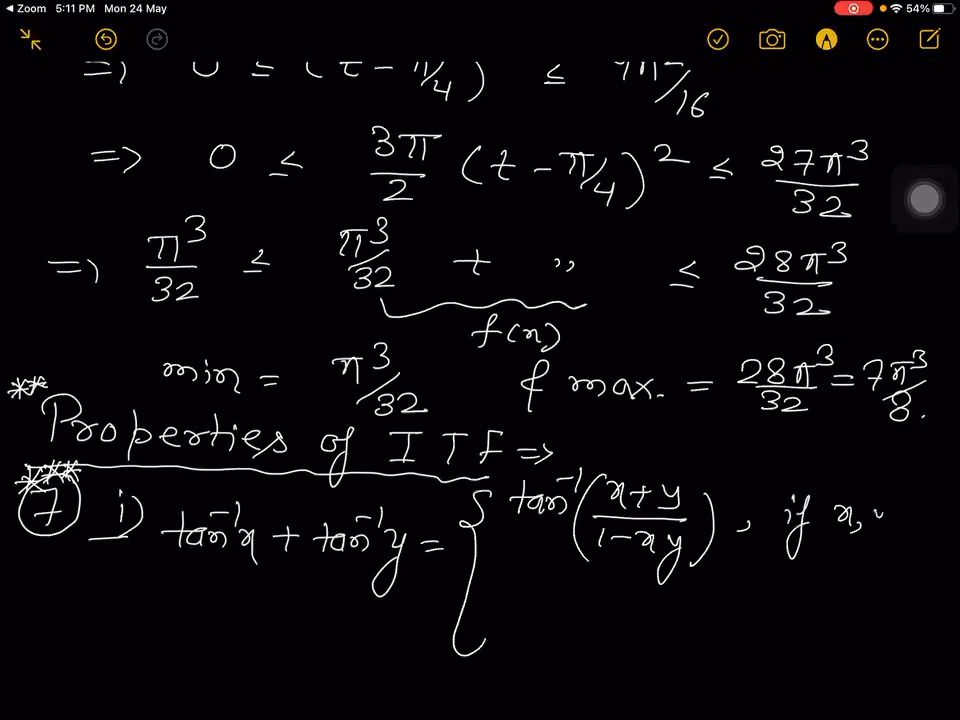 Zoom 5:11 PM Mon 24 May 54%
=> 0 ≤ (t - π/4) ≤ /16
=> 0 ≤ 3π/2 (t - π/4)² ≤ 27π³/32
=> π³/32 ≤ π³/32 + ,, ≤ 28π³/32
f(x)
min = π³/32 & max. = 28π³/32 = 7π³/8.
** Properties of ITF =>
*** 7 i) tan⁻¹x + tan⁻¹y = { tan⁻¹(x+y/1-xy), if x,